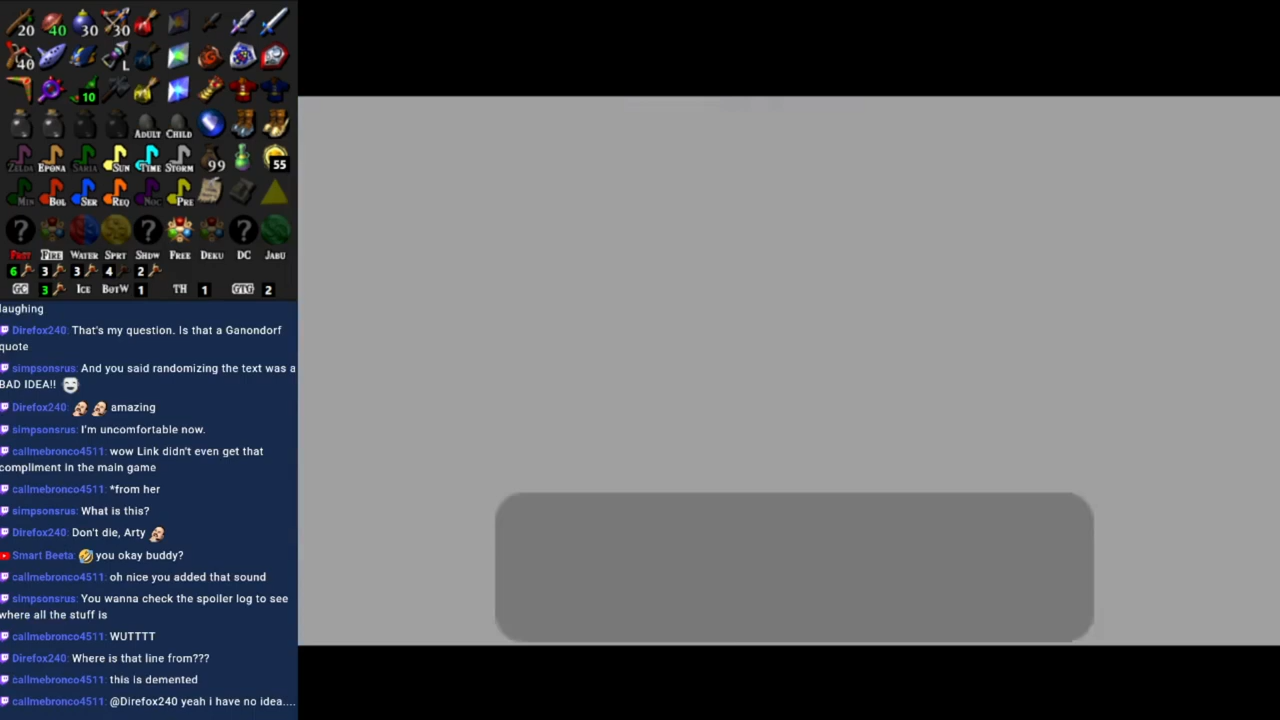 20 40 30 30
40 L
10
ADULT CHILD
ZELDA EPONA SARIA SUN TIME STORM 99 55
MIN BOL SER REQ NOC PRE
? ? ?
FRST FIRE WATER SPRT SHDW FREE DEKU DC JABU
6 3 3 4 2
GC 3 ICE BOTW 1 TH 1 GTG 2
laughing
Direfox240: That's my question. Is that a Ganondorf
quote
simpsonsrus: And you said randomizing the text was a
BAD IDEA!!
Direfox240: amazing
simpsonsrus: I'm uncomfortable now.
callmebronco4511: wow Link didn't even get that
compliment in the main game
callmebronco4511: *from her
simpsonsrus: What is this?
Direfox240: Don't die, Arty
Smart Beeta: you okay buddy?
callmebronco4511: oh nice you added that sound
simpsonsrus: You wanna check the spoiler log to see
where all the stuff is
callmebronco4511: WUTTTT
Direfox240: Where is that line from???
callmebronco4511: this is demented
callmebronco4511: @Direfox240 yeah i have no idea....